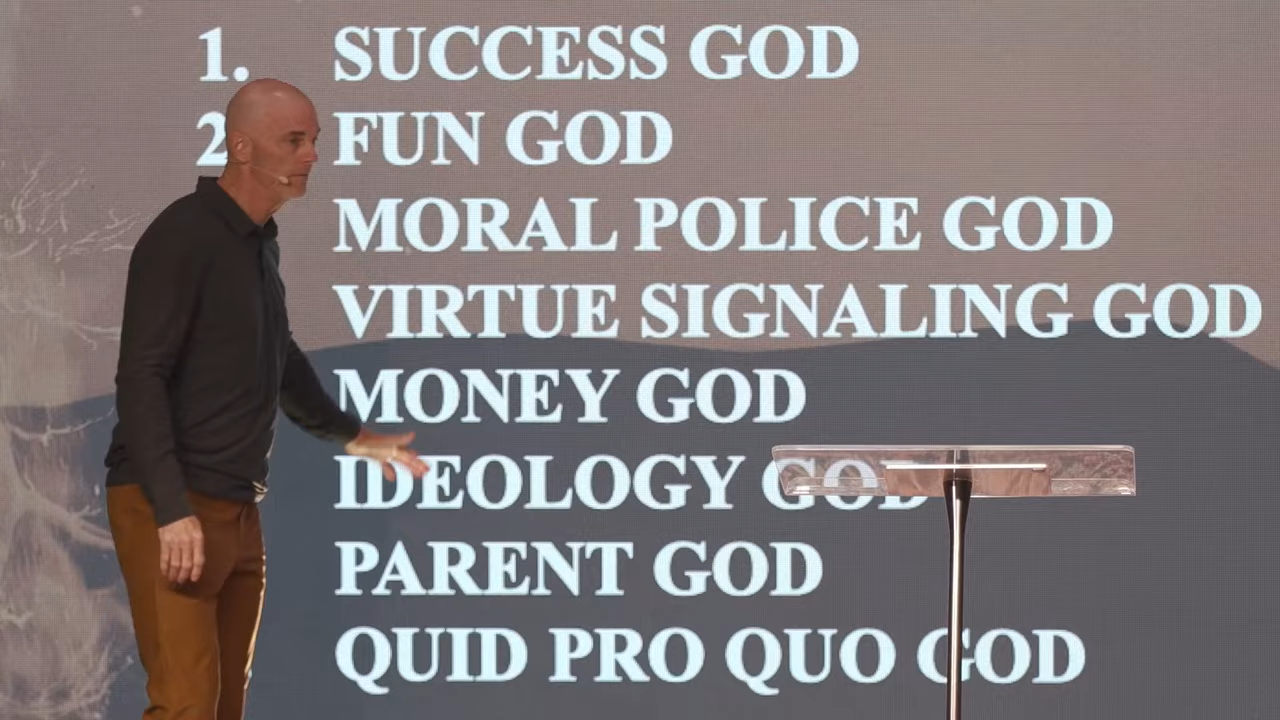 1. SUCCESS GOD
2 FUN GOD
MORAL POLICE GOD
VIRTUE SIGNALING GOD
MONEY GOD
IDEOLOGY GOD
PARENT GOD
QUID PRO QUO GOD